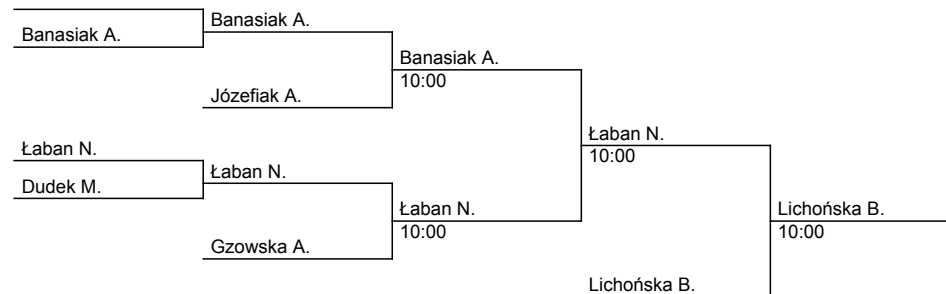 Banasiak A.
Banasiak A.
Banasiak A.
10:00
Józefiak A.
Łaban N.
10:00
Łaban N.
Łaban N.
Dudek M.
Łaban N.
10:00
Gzowska A.
Lichońska B.
10:00
Lichońska B.